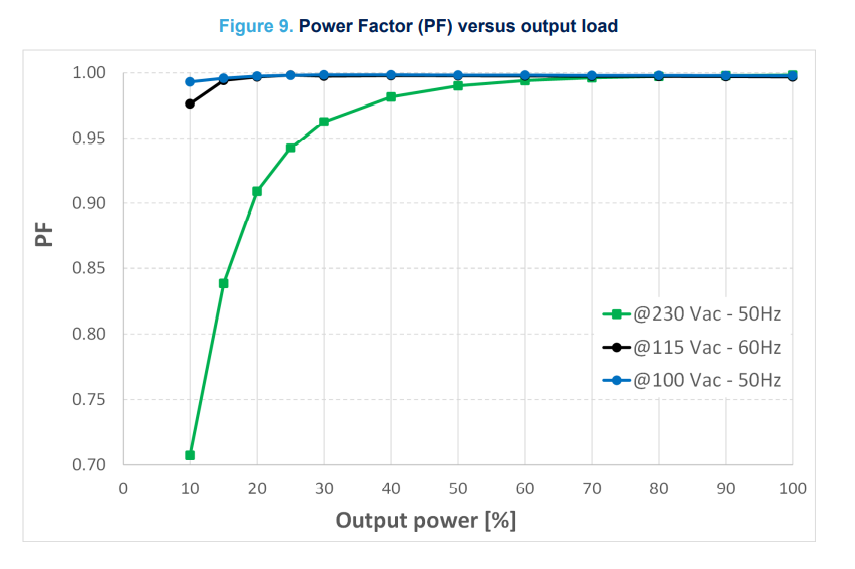 Figure 9. Power Factor (PF) versus output load
1.00
0.95
0.90
0.85
0.80
0.75
0.70
PF
@230 Vac - 50Hz
@115 Vac - 60Hz
@100 Vac - 50Hz
0 10 20 30 40 50 60 70 80 90 100
Output power [%]